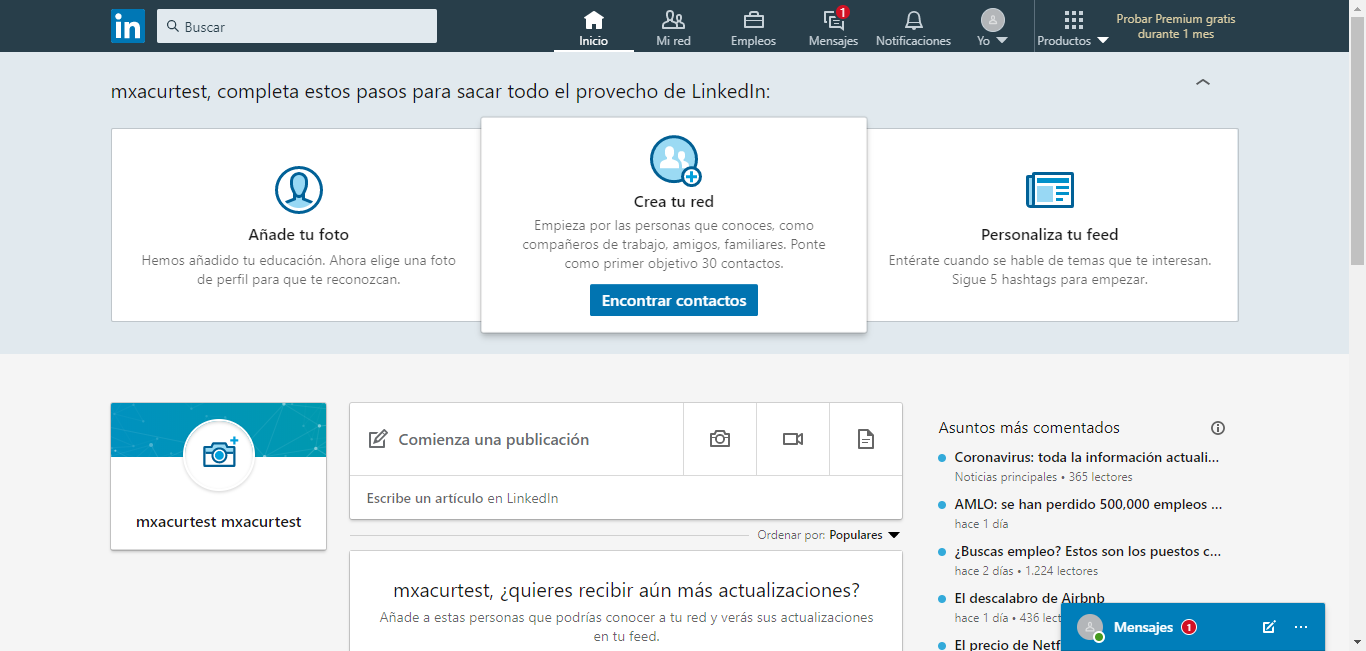 in
Buscar
Inicio
Mi red
Empleos
1
Mensajes
Notificaciones
Yo
Productos
Probar Premium gratis
durante 1 mes
mxacurtest, completa estos pasos para sacar todo el provecho de LinkedIn:
Añade tu foto
Hemos añadido tu educación. Ahora elige una foto
de perfil para que te reconozcan.
Crea tu red
Empieza por las personas que conoces, como
compañeros de trabajo, amigos, familiares. Ponte
como primer objetivo 30 contactos.
Encontrar contactos
Personaliza tu feed
Entérate cuando se hable de temas que te interesan.
Sigue 5 hashtags para empezar.
mxacurtest mxacurtest
Comienza una publicación
Escribe un artículo en LinkedIn
Ordenar por: Populares
mxacurtest, ¿quieres recibir aún más actualizaciones?
Añade a estas personas que podrías conocer a tu red y verás sus actualizaciones
en tu feed.
Asuntos más comentados
Coronavirus: toda la información actuali...
Noticias principales • 365 lectores
AMLO: se han perdido 500,000 empleos ...
hace 1 día
¿Buscas empleo? Estos son los puestos c...
hace 2 días • 1.224 lectores
El descalabro de Airbnb
hace 1 día • 436 lect
El precio de Netf
Mensajes 1